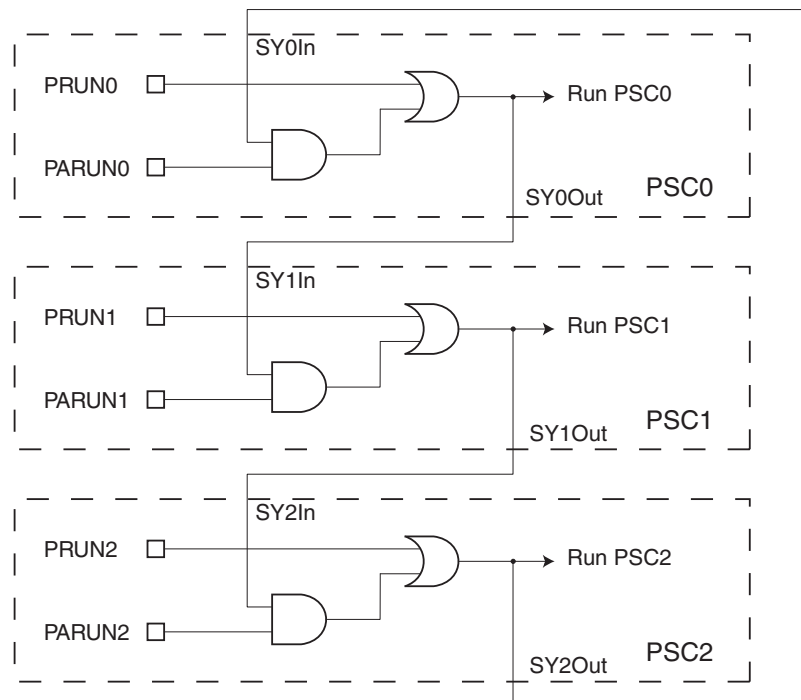 SY0In
PRUN0
Run PSC0
PARUN0
PSC0
SY0Out
SY1In
PRUN1
Run PSC1
PARUN1
PSC1
SY1Out
SY2In
PRUN2
Run PSC2
PARUN2
PSC2
SY2Out